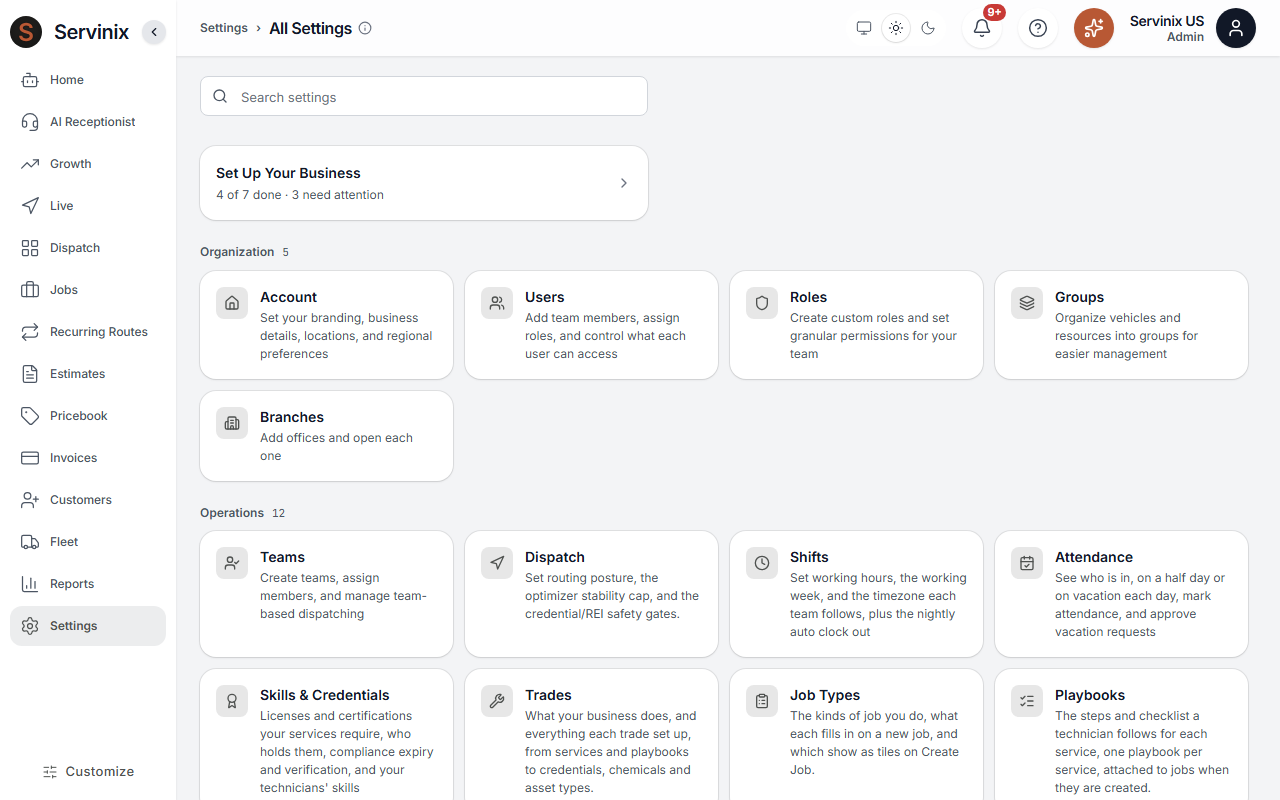 Servinix
Settings › All Settings
9+
Servinix US
Admin
Home
AI Receptionist
Growth
Live
Dispatch
Jobs
Recurring Routes
Estimates
Pricebook
Invoices
Customers
Fleet
Reports
Settings
Customize
Search settings
Set Up Your Business
4 of 7 done · 3 need attention
Organization 5
Account
Set your branding, business
details, locations, and regional
preferences
Users
Add team members, assign
roles, and control what each
user can access
Roles
Create custom roles and set
granular permissions for your
team
Groups
Organize vehicles and
resources into groups for
easier management
Branches
Add offices and open each
one
Operations 12
Teams
Create teams, assign
members, and manage team-
based dispatching
Dispatch
Set routing posture, the
optimizer stability cap, and the
credential/REI safety gates.
Shifts
Set working hours, the working
week, and the timezone each
team follows, plus the nightly
auto clock out
Attendance
See who is in, on a half day or
on vacation each day, mark
attendance, and approve
vacation requests
Skills & Credentials
Licenses and certifications
your services require, who
holds them, compliance expiry
and verification, and your
technicians' skills
Trades
What your business does, and
everything each trade set up,
from services and playbooks
to credentials, chemicals and
asset types.
Job Types
The kinds of job you do, what
each fills in on a new job, and
which show as tiles on Create
Job.
Playbooks
The steps and checklist a
technician follows for each
service, one playbook per
service, attached to jobs when
they are created.